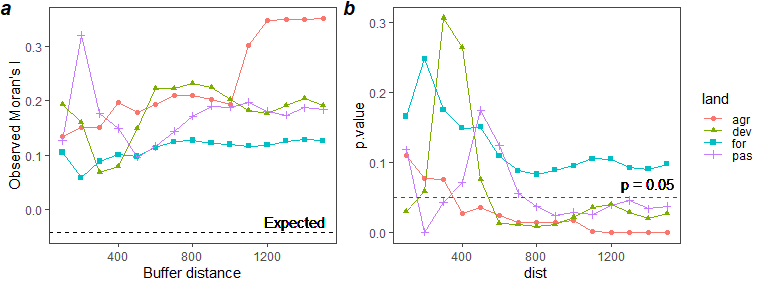 a
Observed Moran's I
0.3
0.2
0.1
0.0
Expected
400
800
1200
Buffer distance
b
p.value
0.3
0.2
0.1
0.0
p = 0.05
400
800
1200
dist
land
agr
dev
for
pas